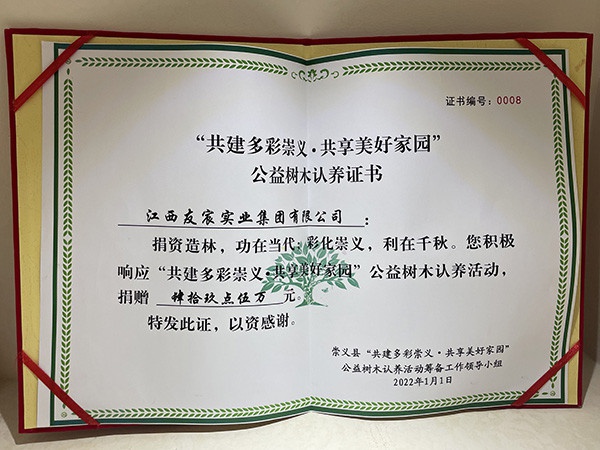 证书编号：0008
“共建多彩崇义·共享美好家园”
公益树木认养证书
江西友宸实业集团有限公司：
捐资造林，功在当代；彩化崇义，利在千秋。您积极
响应“共建多彩崇义·共享美好家园”公益树木认养活动，
捐赠 肆拾玖点伍万 元。
特发此证，以资感谢。
崇义县“共建多彩崇义·共享美好家园”
公益树木认养活动筹备工作领导小组
2022年1月1日